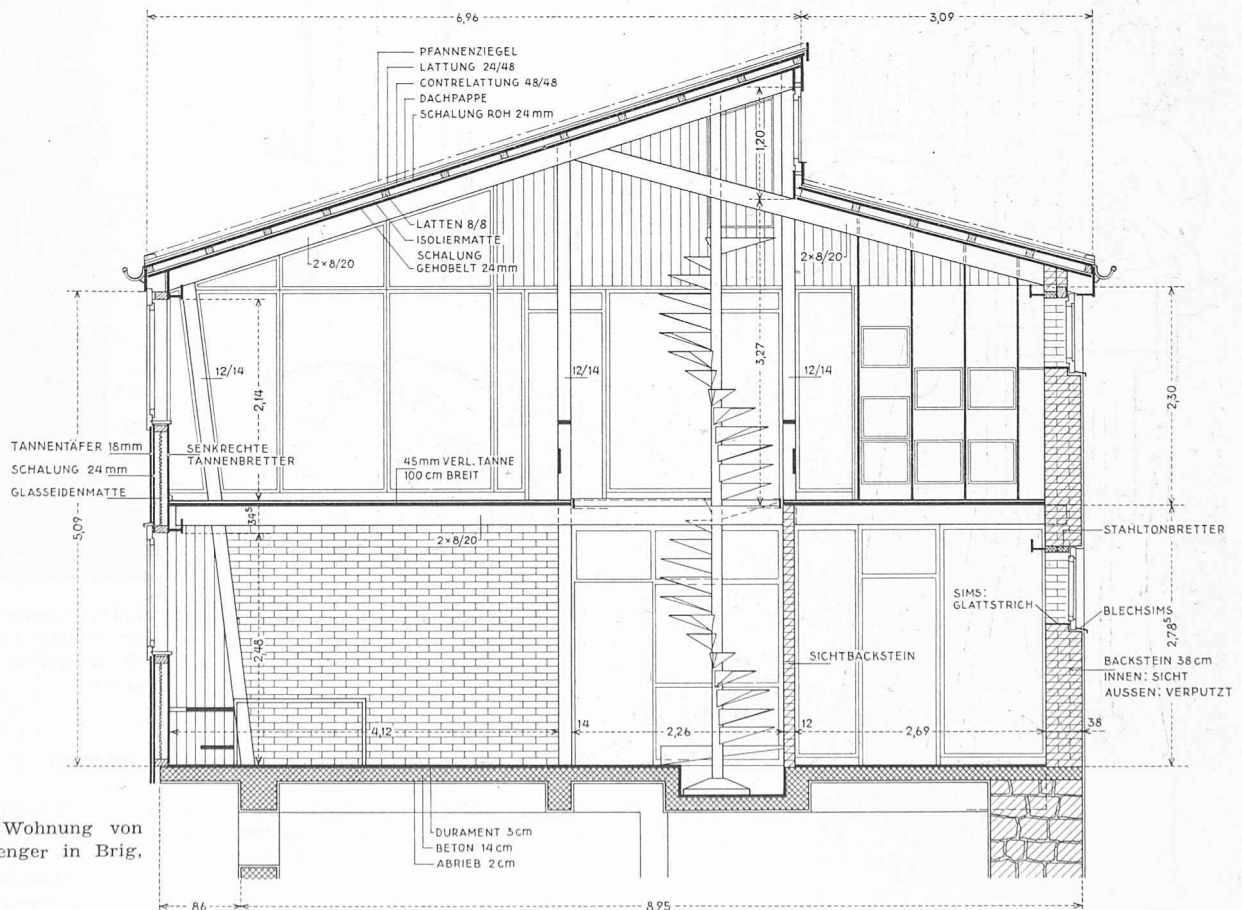 6,96
3,09
PFANNENZIEGEL
LATTUNG 24/48
CONTRELATTUNG 48/48
DACHPAPPE
SCHALUNG ROH 24mm
1,20
LATTEN 8/8
ISOLIERMATTE
SCHALUNG
GEHOBELT 24mm
2×8/20
2×8/20
12/14
12/14
12/14
2,14
3,27
2,30
TANNENTÄFER 18mm
SCHALUNG 24mm
GLASSEIDENMATTE
SENKRECHTE
TANNENBRETTER
45mm VERL. TANNE
100cm BREIT
5,09
34⁵
2×8/20
STAHLTONBRETTER
SIMS:
GLATTSTRICH
BLECHSIMS
2,48
2,78⁵
SICHTBACKSTEIN
BACKSTEIN 38cm
INNEN: SICHT
AUSSEN: VERPUTZT
4,12
14
2,26
12
2,69
38
DURAMENT 3cm
BETON 14cm
ABRIEB 2cm
Wohnung von
enger in Brig,
86
8,95